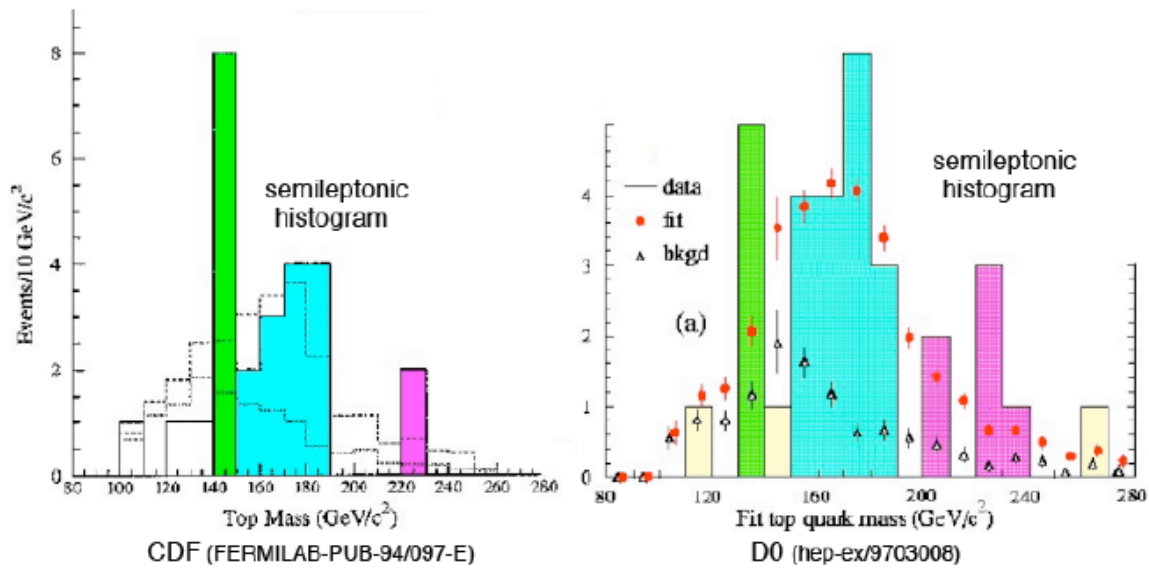 8
6
4
2
0
Events/10 GeV/c²
semileptonic
histogram
80 100 120 140 160 180 200 220 240 260 280
Top Mass (GeV/c²)
CDF (FERMILAB-PUB-94/097-E)
4
3
2
1
0
data
fit
bkgd
(a)
semileptonic
histogram
80 120 160 200 240 280
Fit top quark mass (GeV/c²)
D0 (hep-ex/9703008)